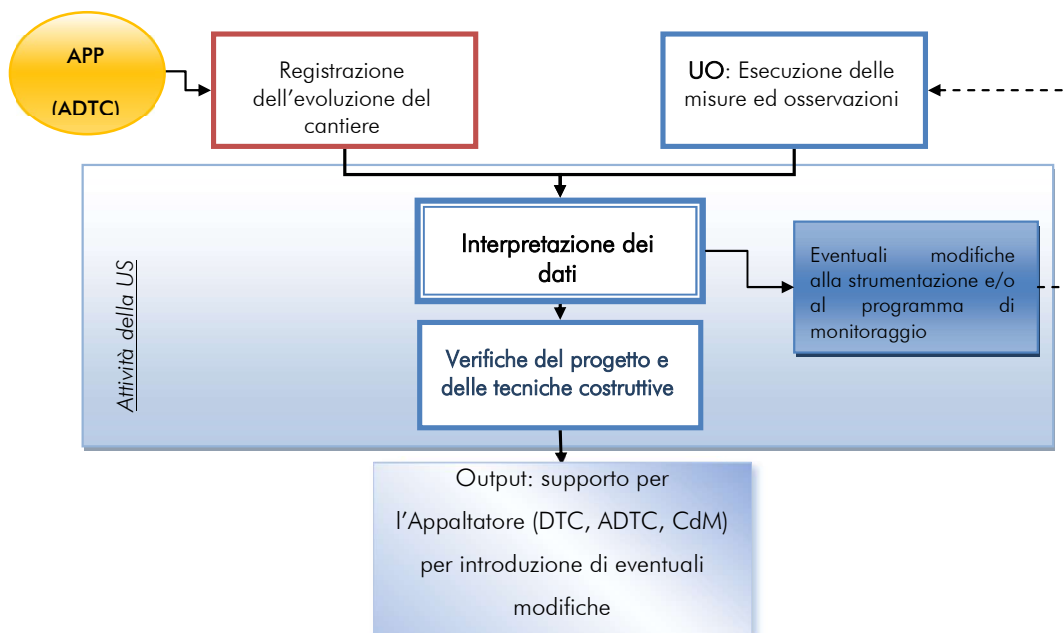 APP
(ADTC)
Registrazione
dell'evoluzione del
cantiere
UO: Esecuzione delle
misure ed osservazioni
Attività della US
Interpretazione dei
dati
Eventuali modifiche
alla strumentazione e/o
al programma di
monitoraggio
Verifiche del progetto e
delle tecniche costruttive
Output: supporto per
l'Appaltatore (DTC, ADTC, CdM)
per introduzione di eventuali
modifiche